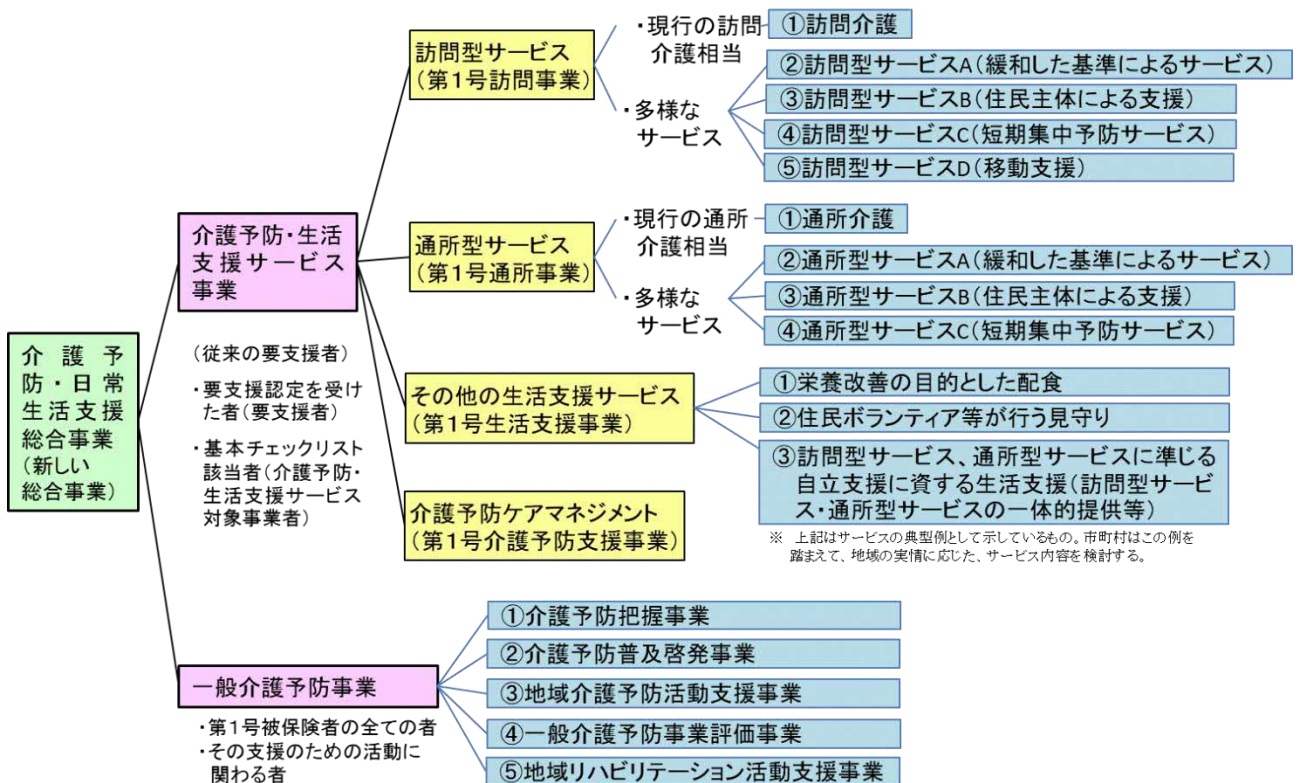 介護予
防・日常
生活支援
総合事業
(新しい
総合事業)
介護予防・生活
支援サービス
事業
(従来の要支援者)
・要支援認定を受け
た者(要支援者)
・基本チェックリスト
該当者(介護予防・
生活支援サービス
対象事業者)
訪問型サービス
(第1号訪問事業)
・現行の訪問
介護相当
①訪問介護
・多様な
サービス
②訪問型サービスA(緩和した基準によるサービス)
③訪問型サービスB(住民主体による支援)
④訪問型サービスC(短期集中予防サービス)
⑤訪問型サービスD(移動支援)
通所型サービス
(第1号通所事業)
・現行の通所
介護相当
①通所介護
・多様な
サービス
②通所型サービスA(緩和した基準によるサービス)
③通所型サービスB(住民主体による支援)
④通所型サービスC(短期集中予防サービス)
その他の生活支援サービス
(第1号生活支援事業)
①栄養改善の目的とした配食
②住民ボランティア等が行う見守り
③訪問型サービス、通所型サービスに準じる
自立支援に資する生活支援(訪問型サービ
ス・通所型サービスの一体的提供等)
介護予防ケアマネジメント
(第1号介護予防支援事業)
※ 上記はサービスの典型例として示しているもの。市町村はこの例を
踏まえて、地域の実情に応じた、サービス内容を検討する。
一般介護予防事業
・第1号被保険者の全ての者
・その支援のための活動に
関わる者
①介護予防把握事業
②介護予防普及啓発事業
③地域介護予防活動支援事業
④一般介護予防事業評価事業
⑤地域リハビリテーション活動支援事業